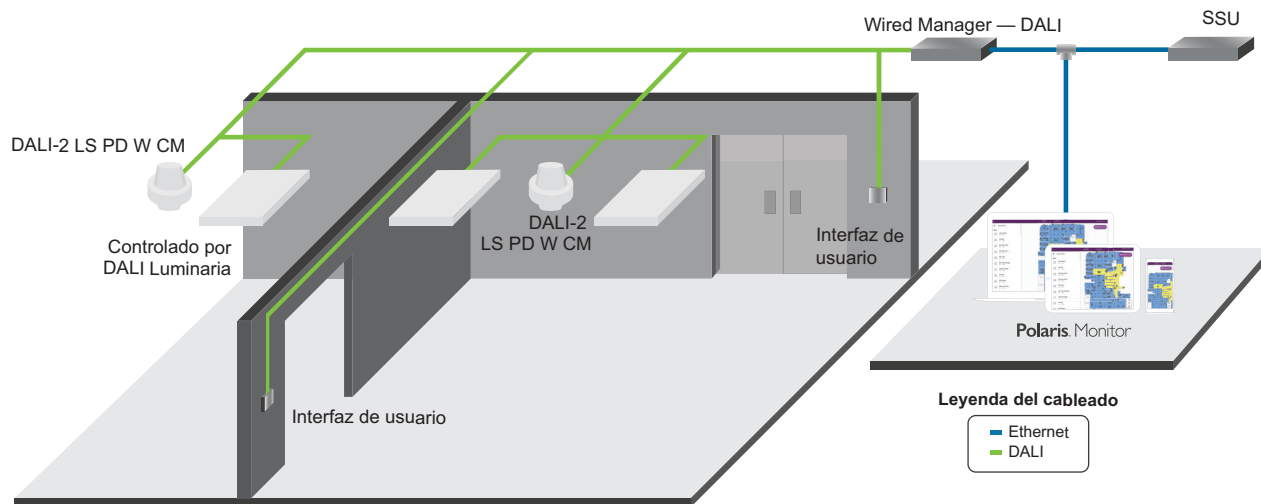 SSU
Wired Manager — DALI
DALI-2 LS PD W CM
Controlado por
DALI Luminaria
DALI-2
LS PD W CM
Interfaz de
usuario
Interfaz de usuario
Polaris. Monitor
Leyenda del cableado
Ethernet
DALI